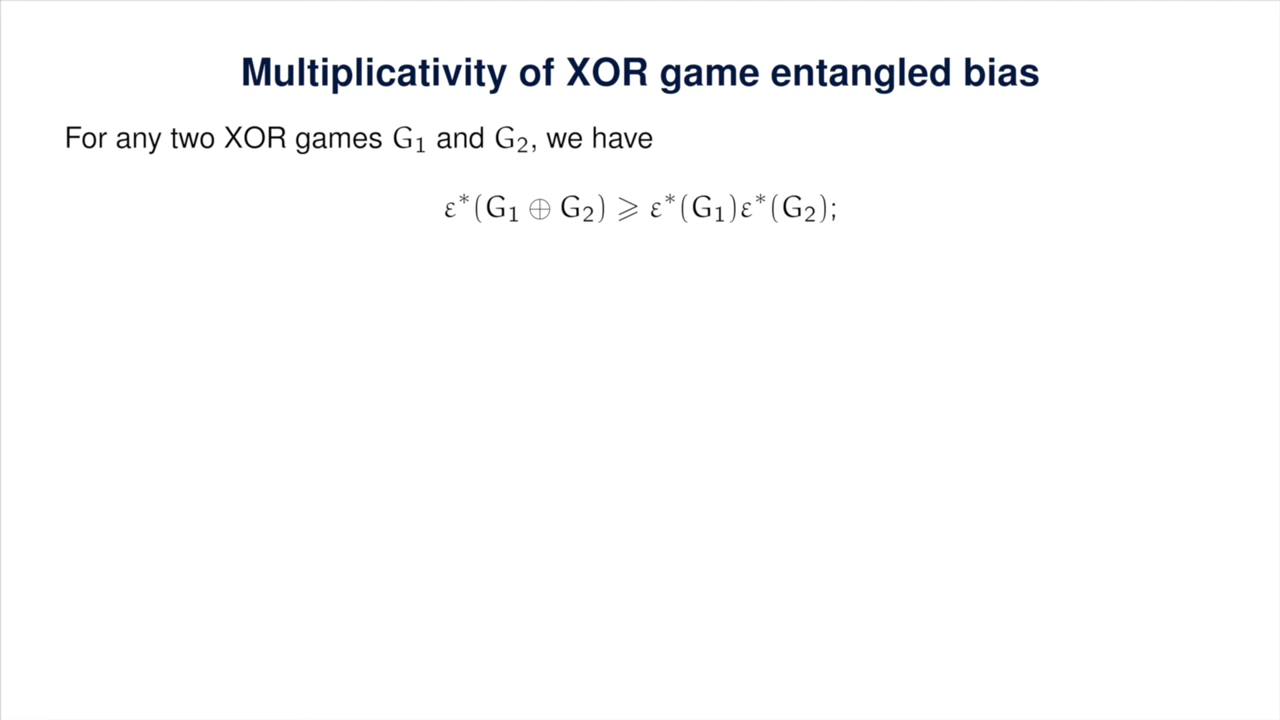 Multiplicativity of XOR game entangled bias
For any two XOR games G₁ and G₂, we have
ε*(G₁ ⊕ G₂) ⩾ ε*(G₁)ε*(G₂);